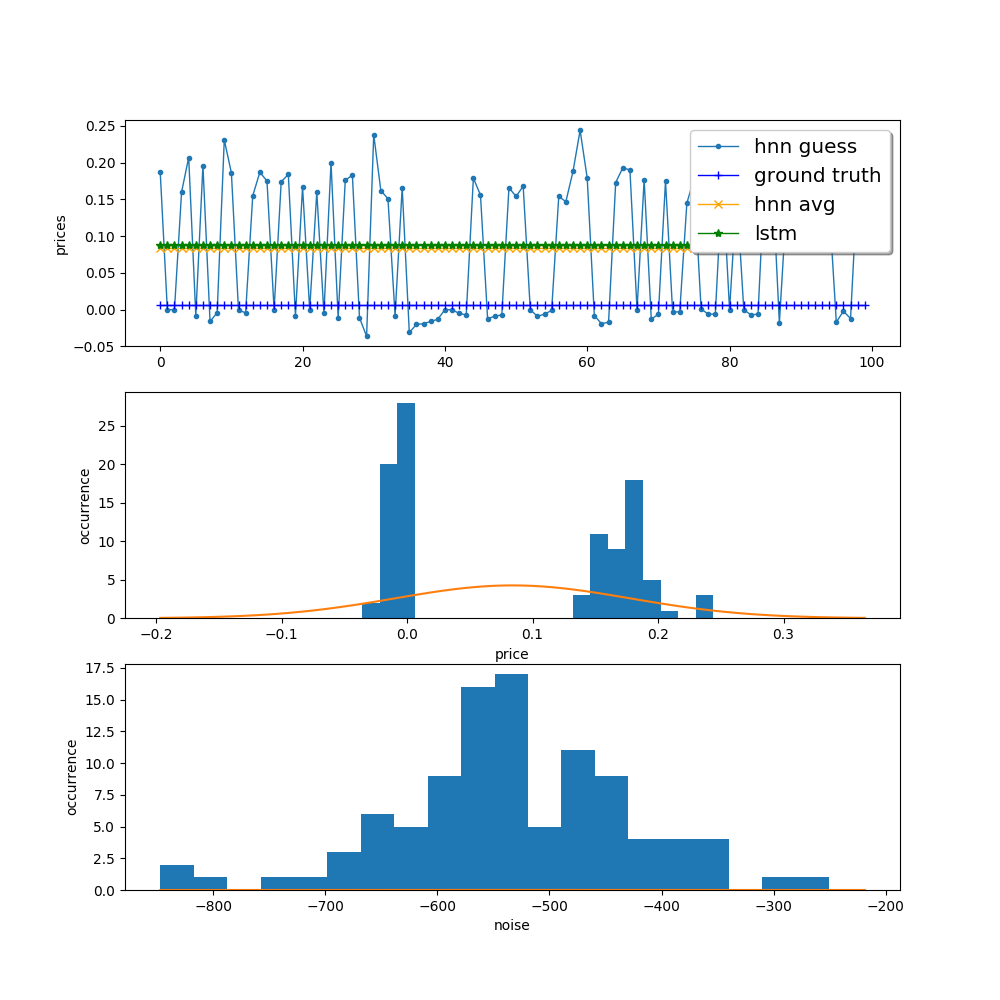 0.25
0.20
0.15
0.10
0.05
0.00
−0.05
prices
hnn guess
ground truth
hnn avg
lstm
0 20 40 60 80 100
25
20
15
10
5
0
occurrence
−0.2 −0.1 0.0 0.1 0.2 0.3
price
17.5
15.0
12.5
10.0
7.5
5.0
2.5
0.0
occurrence
−800 −700 −600 −500 −400 −300 −200
noise